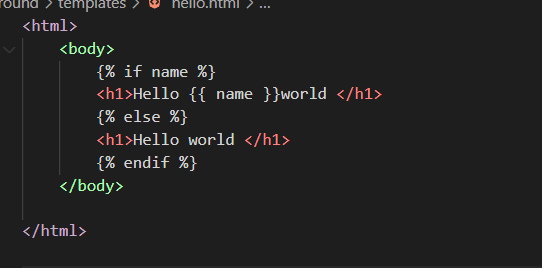 round > templates > hello.html > ...
<html>
<body>
{% if name %}
<h1>Hello {{ name }}world </h1>
{% else %}
<h1>Hello world </h1>
{% endif %}
</body>
</html>